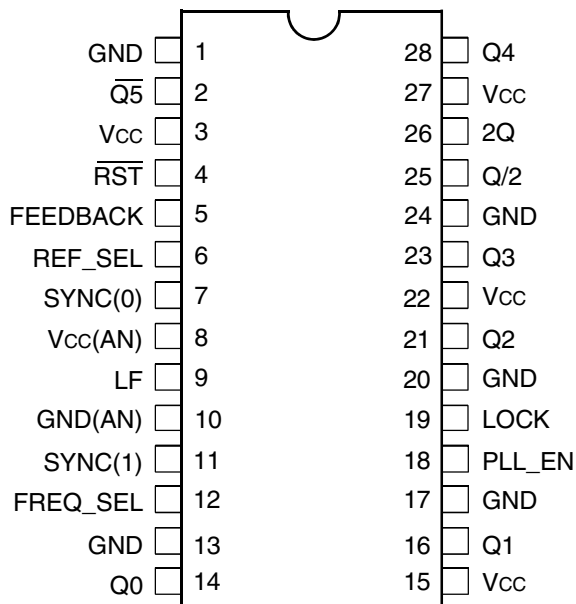 GND 1 28 Q4
Q̅5̅ 2 27 VCC
VCC 3 26 2Q
R̅S̅T̅ 4 25 Q/2
FEEDBACK 5 24 GND
REF_SEL 6 23 Q3
SYNC(0) 7 22 VCC
VCC(AN) 8 21 Q2
LF 9 20 GND
GND(AN) 10 19 LOCK
SYNC(1) 11 18 PLL_EN
FREQ_SEL 12 17 GND
GND 13 16 Q1
Q0 14 15 VCC